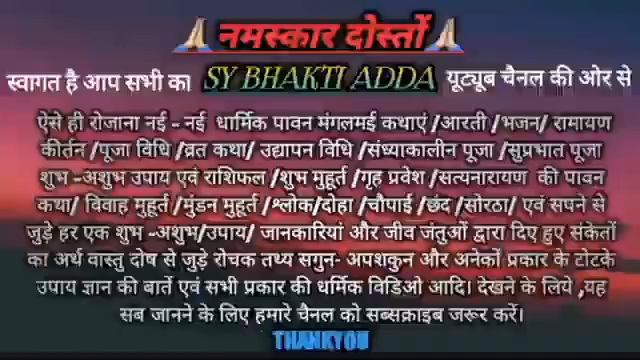 🙏 नमस्कार दोस्तों 🙏
स्वागत है आप सभी का SY BHAKTI ADDA यूट्यूब चैनल की ओर से
ऐसे ही रोजाना नई - नई धार्मिक पावन मंगलमई कथाएं /आरती /भजन/ रामायण
कीर्तन /पूजा विधि /व्रत कथा/ उद्यापन विधि /संध्याकालीन पूजा /सुप्रभात पूजा
शुभ -अशुभ उपाय एवं राशिफल /शुभ मुहूर्त /गृह प्रवेश /सत्यनारायण की पावन
कथा/ विवाह मुहूर्त /मुंडन मुहूर्त /श्लोक/दोहा /चौपाई /छंद /सोरठा/ एवं सपने से
जुड़े हर एक शुभ -अशुभ/उपाय/ जानकारियां और जीव जंतुओं द्वारा दिए हुए संकेतों
का अर्थ वास्तु दोष से जुड़े रोचक तथ्य सगुन- अपशकुन और अनेकों प्रकार के टोटके
उपाय ज्ञान की बातें एवं सभी प्रकार की धर्मिक विडिओ आदि। देखने के लिये ,यह
सब जानने के लिए हमारे चैनल को सब्सक्राइब जरूर करें।
THANKYOU